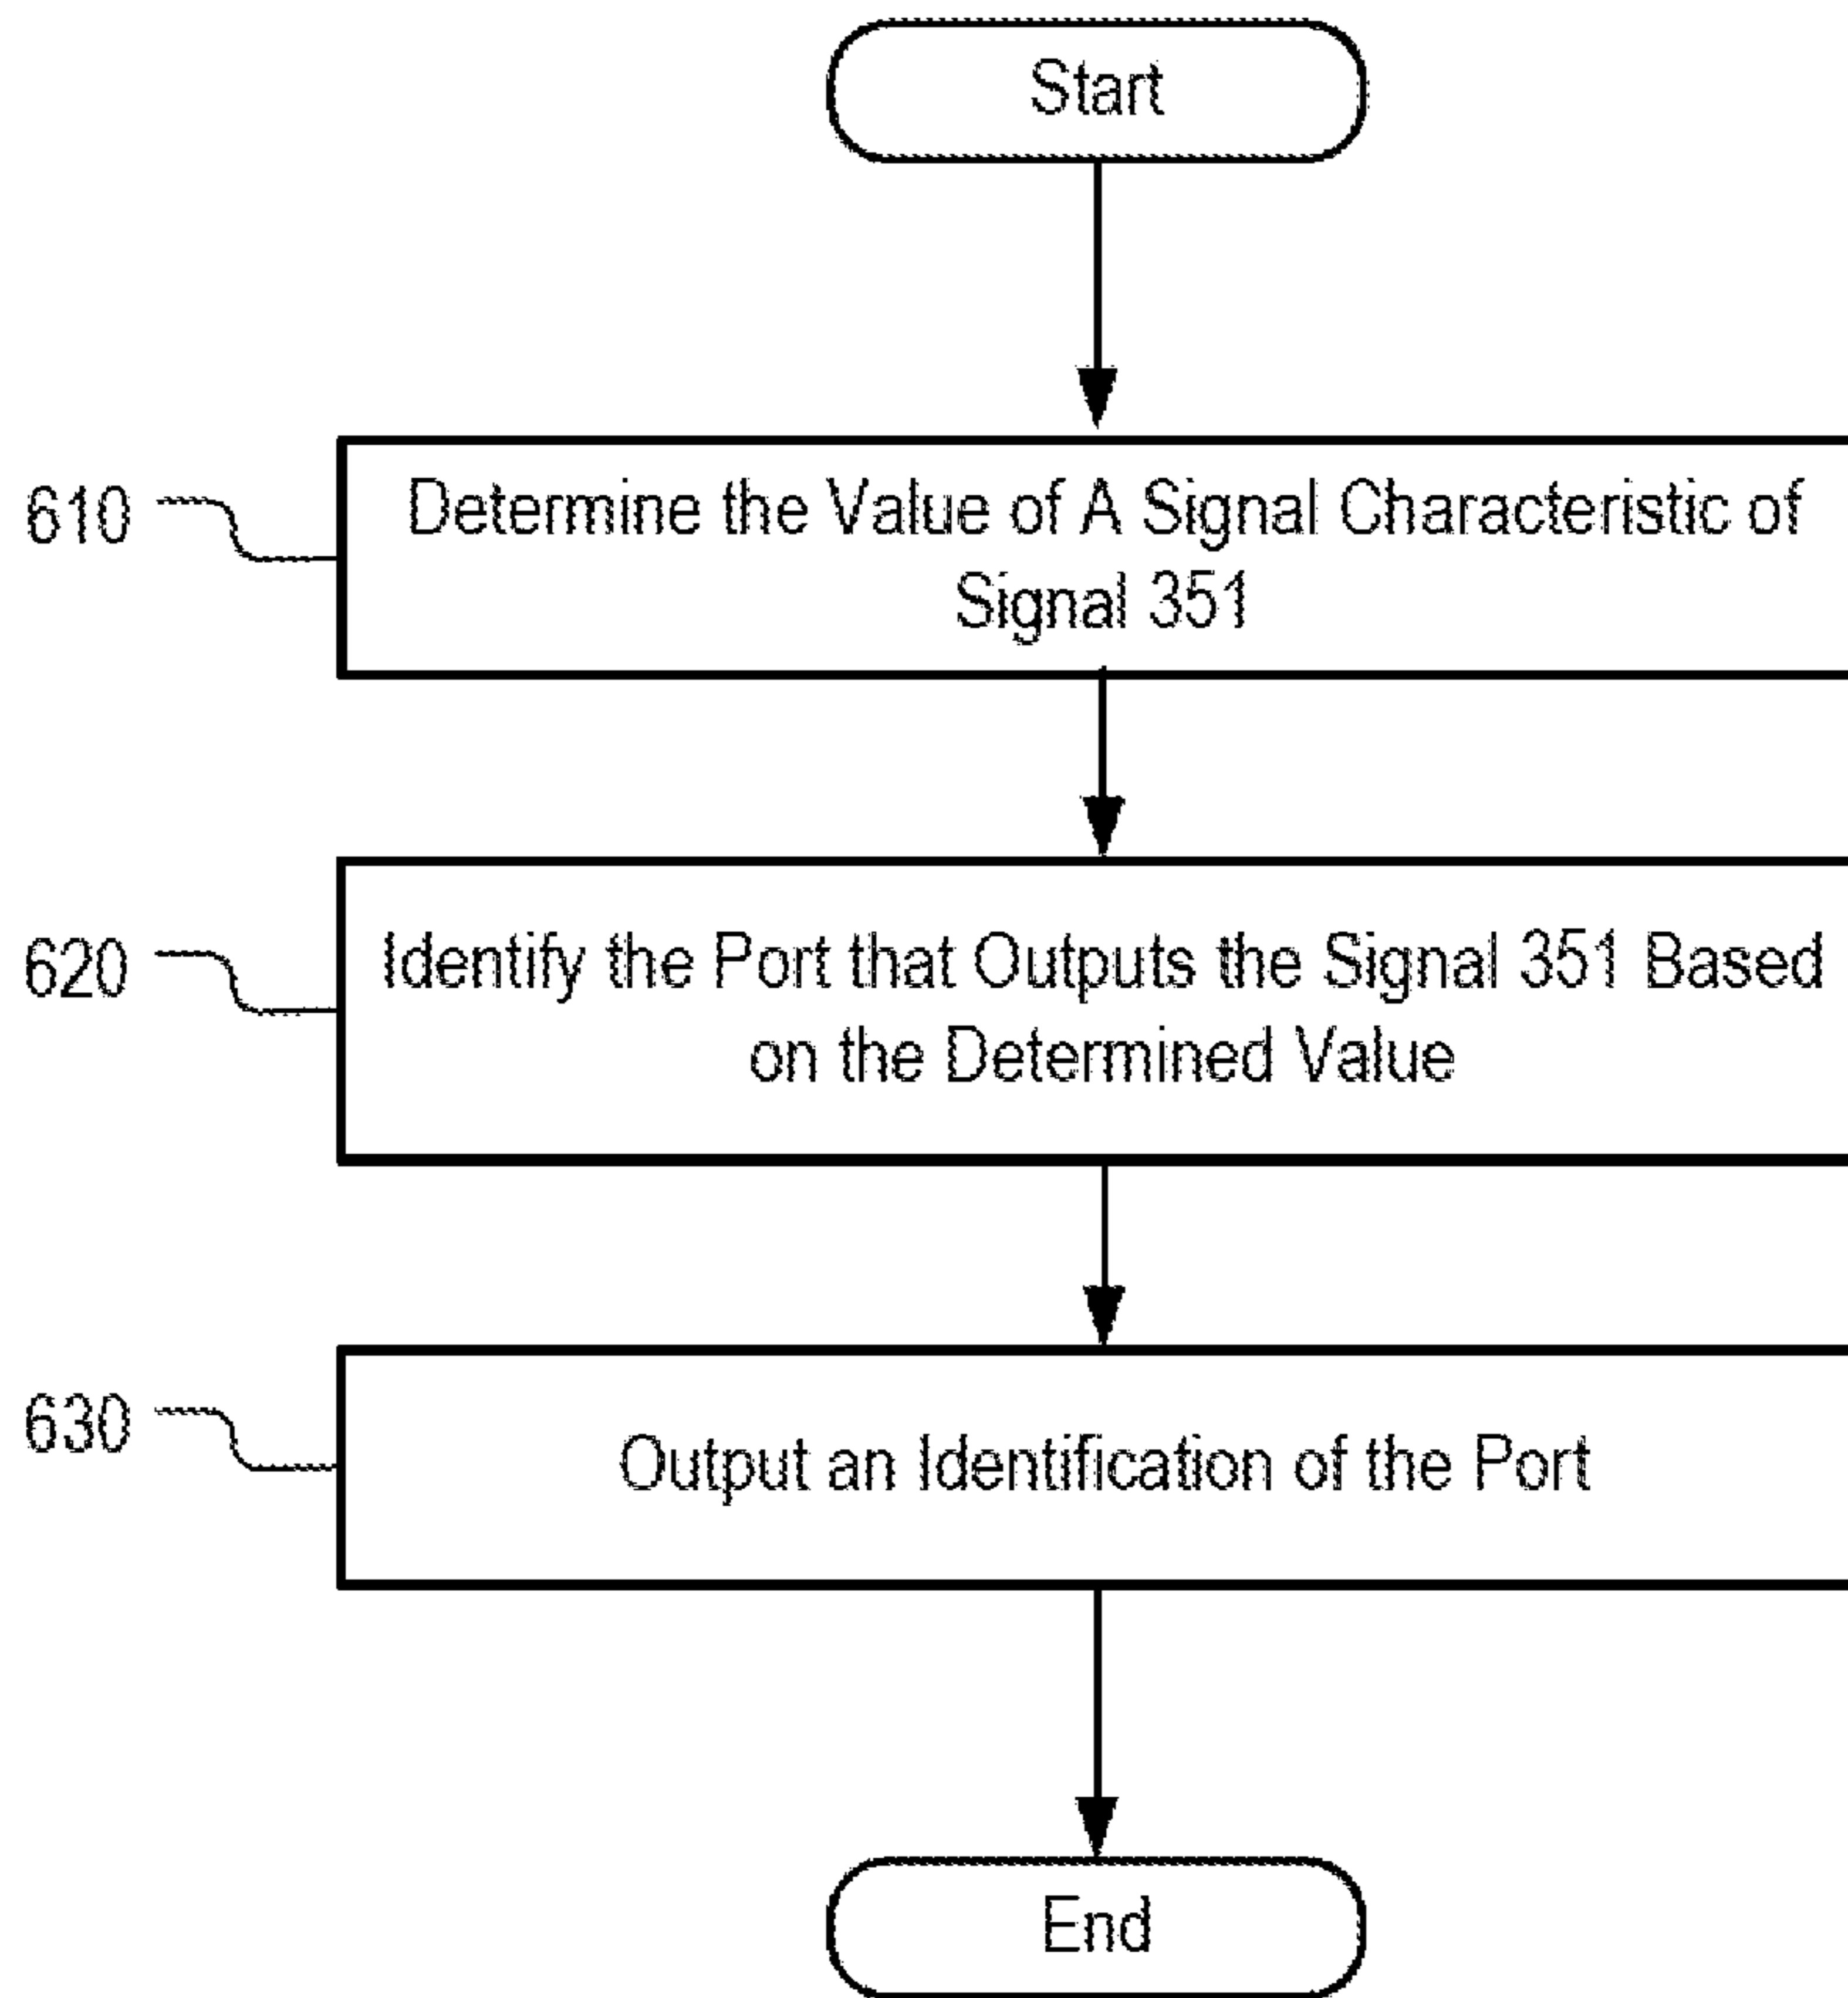 Start
610
Determine the Value of A Signal Characteristic of
Signal 351
620
Identify the Port that Outputs the Signal 351 Based
on the Determined Value
630
Output an Identification of the Port
End